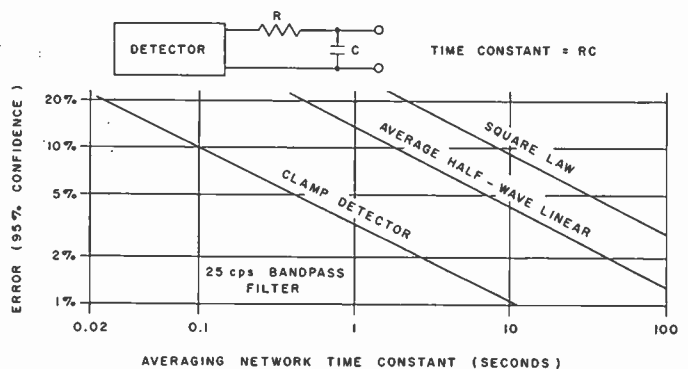 R
DETECTOR
C
TIME CONSTANT = RC
ERROR (95% CONFIDENCE)
20%
10%
5%
2%
1%
SQUARE LAW
AVERAGE HALF-WAVE LINEAR
CLAMP DETECTOR
25 cps BANDPASS
FILTER
0.02
0.1
1
10
100
AVERAGING NETWORK TIME CONSTANT (SECONDS)